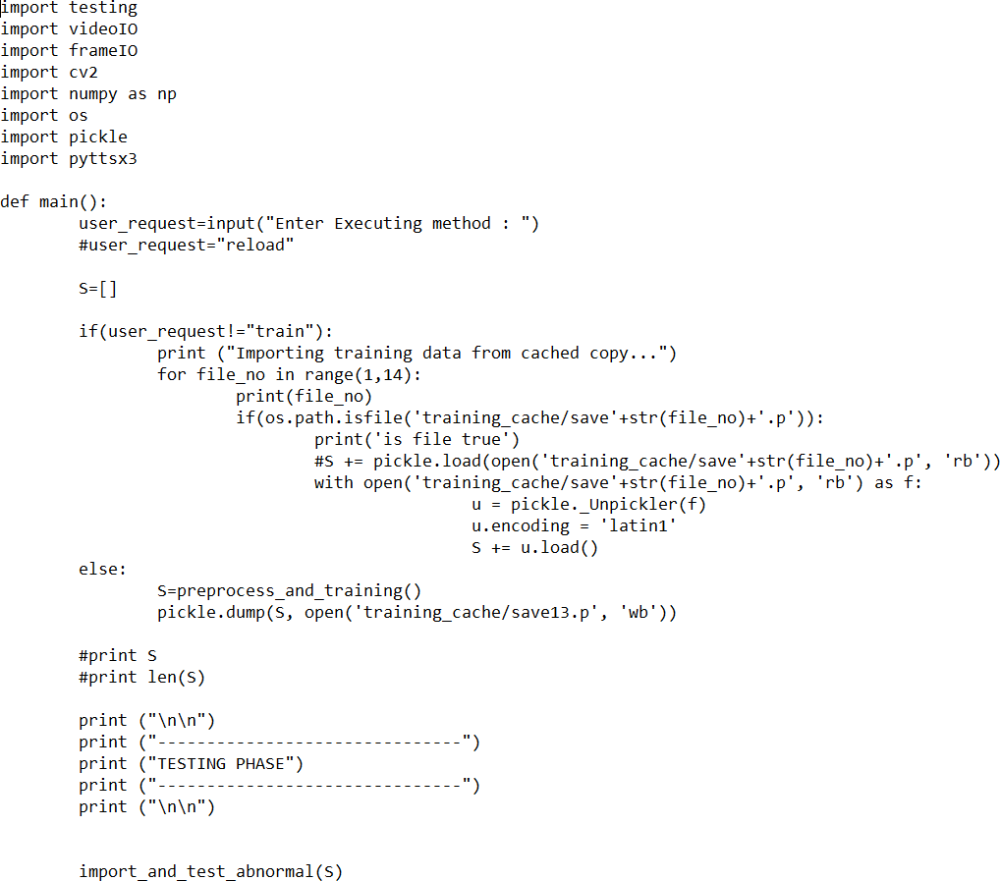 import testing
import videoIO
import frameIO
import cv2
import numpy as np
import os
import pickle
import pyttsx3

def main():
        user_request=input("Enter Executing method : ")
        #user_request="reload"

        S=[]

        if(user_request!="train"):
                print ("Importing training data from cached copy...")
                for file_no in range(1,14):
                        print(file_no)
                        if(os.path.isfile('training_cache/save'+str(file_no)+'.p')):
                                print('is file true')
                                #S += pickle.load(open('training_cache/save'+str(file_no)+'.p', 'rb'))
                                with open('training_cache/save'+str(file_no)+'.p', 'rb') as f:
                                                u = pickle._Unpickler(f)
                                                u.encoding = 'latin1'
                                                S += u.load()
        else:
                S=preprocess_and_training()
                pickle.dump(S, open('training_cache/save13.p', 'wb'))

        #print S
        #print len(S)

        print ("\n\n")
        print ("-------------------------------")
        print ("TESTING PHASE")
        print ("-------------------------------")
        print ("\n\n")


        import_and_test_abnormal(S)